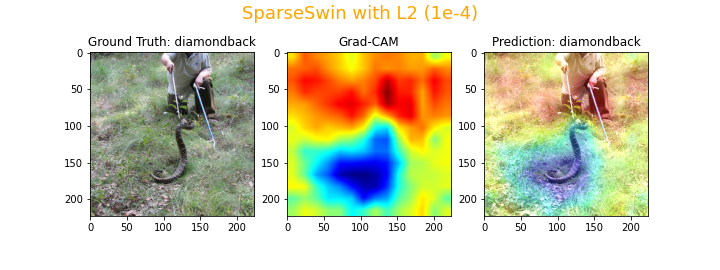 SparseSwin with L2 (1e-4)
Ground Truth: diamondback Grad-CAM Prediction: diamondback
0 0 0
50 50 50
100 100 100
150 150 150
200 200 200
0 50 100 150 200 0 50 100 150 200 0 50 100 150 200